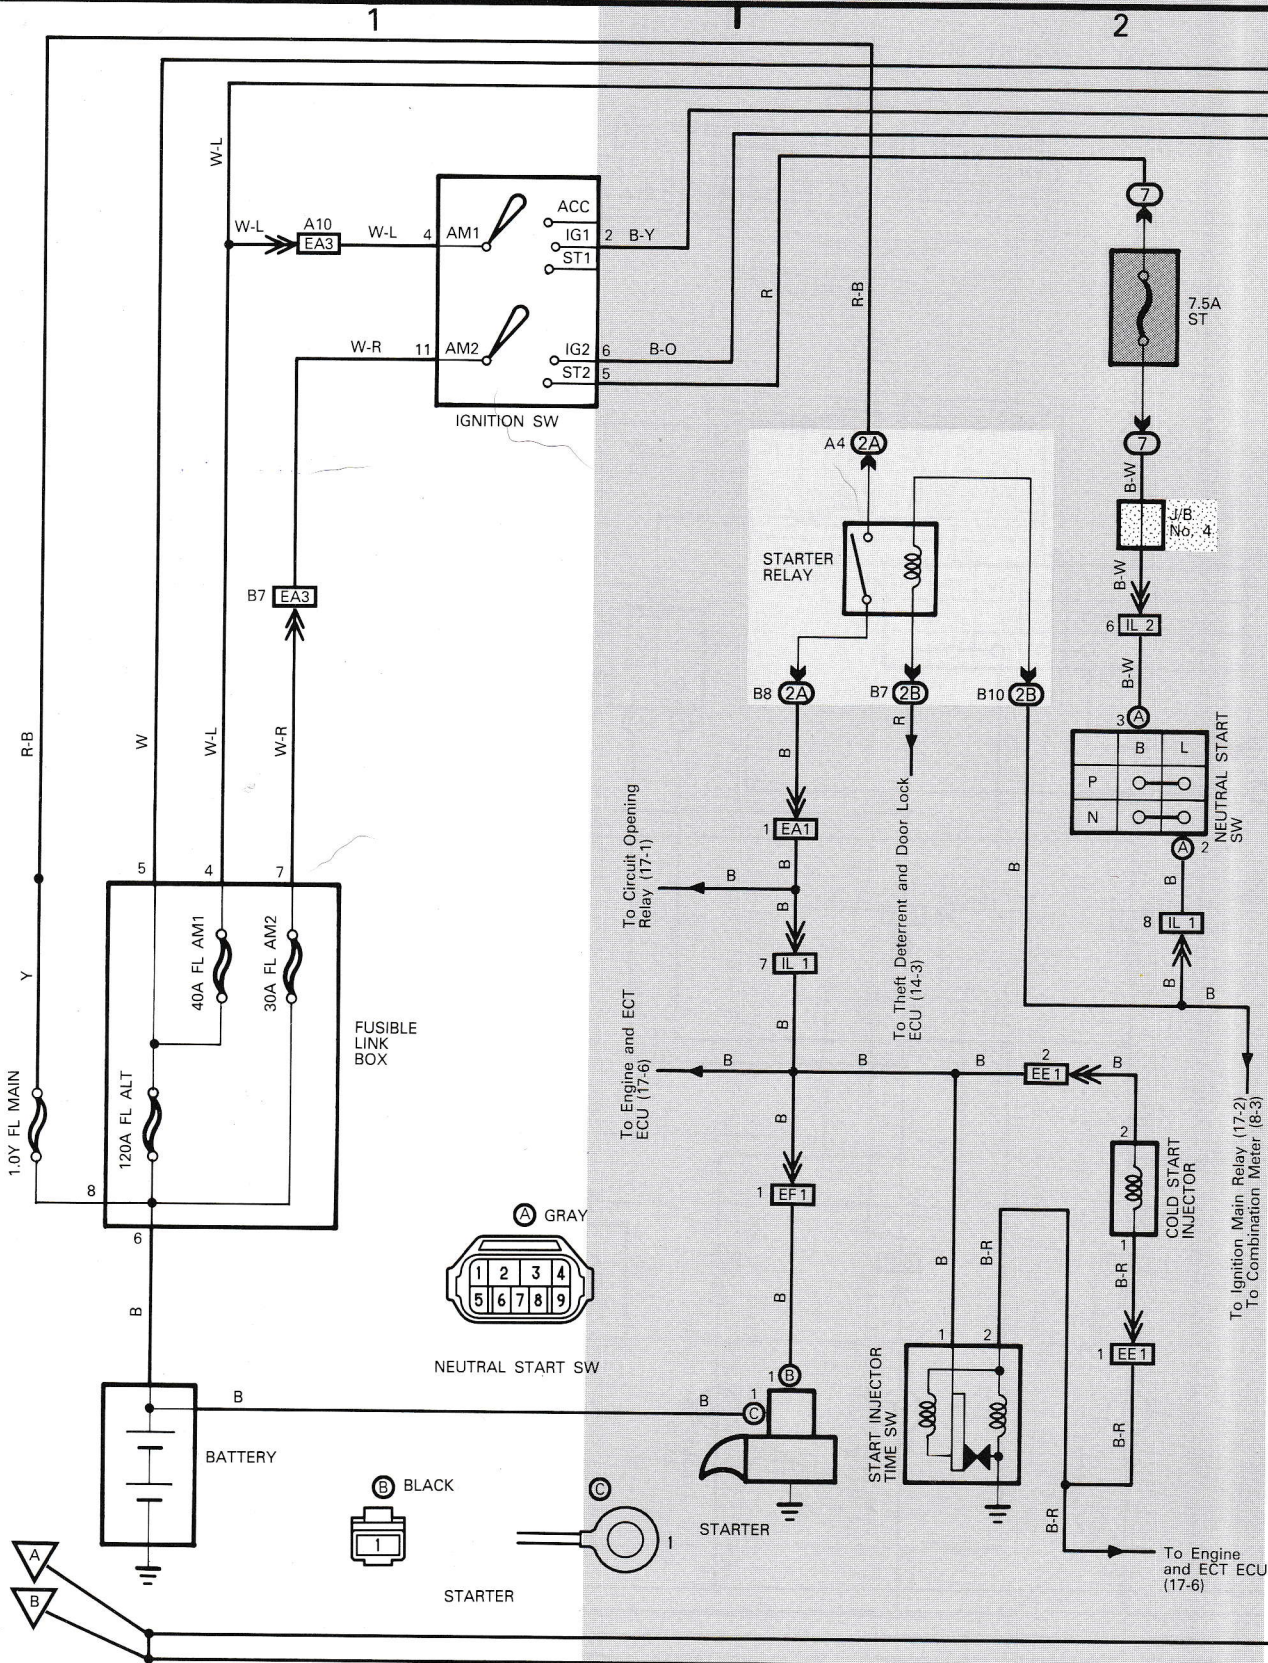 1
2
W-L
W-L
A10
EA3
W-L
4
AM1
ACC
IG1
ST1
2
B-Y
W-R
11
AM2
IG2
ST2
6
5
B-O
IGNITION SW
R
R-B
7
7.5A
ST
7
B-W
J/B
No. 4
B-W
6
IL 2
B-W
3
A
B
L
P
N
NEUTRAL START
SW
A
2
B
8
IL 1
B
B
A4
2A
STARTER
RELAY
B8
2A
B7
2B
B10
2B
B
R
B
1
EA1
B
B
To Circuit Opening
Relay (17-1)
B
7
IL 1
B
To Theft Deterrent and Door Lock
ECU (14-3)
To Engine and ECT
ECU (17-6)
B
B
B
2
EE 1
B
B
1
EF 1
B
2
COLD START
INJECTOR
1
B-R
1
EE 1
B-R
To Ignition Main Relay (17-2)
To Combination Meter (8-3)
B
B-R
1
2
START INJECTOR
TIME SW
B-R
To Engine
and ECT ECU
(17-6)
B7
EA3
R-B
W
W-L
W-R
5
4
7
40A FL AM1
30A FL AM2
Y
FUSIBLE
LINK
BOX
1.0Y FL MAIN
120A FL ALT
8
6
B
A
GRAY
1
2
3
4
5
6
7
8
9
NEUTRAL START SW
B
B
1
B
1
C
BATTERY
B
BLACK
1
C
1
STARTER
STARTER
A
B